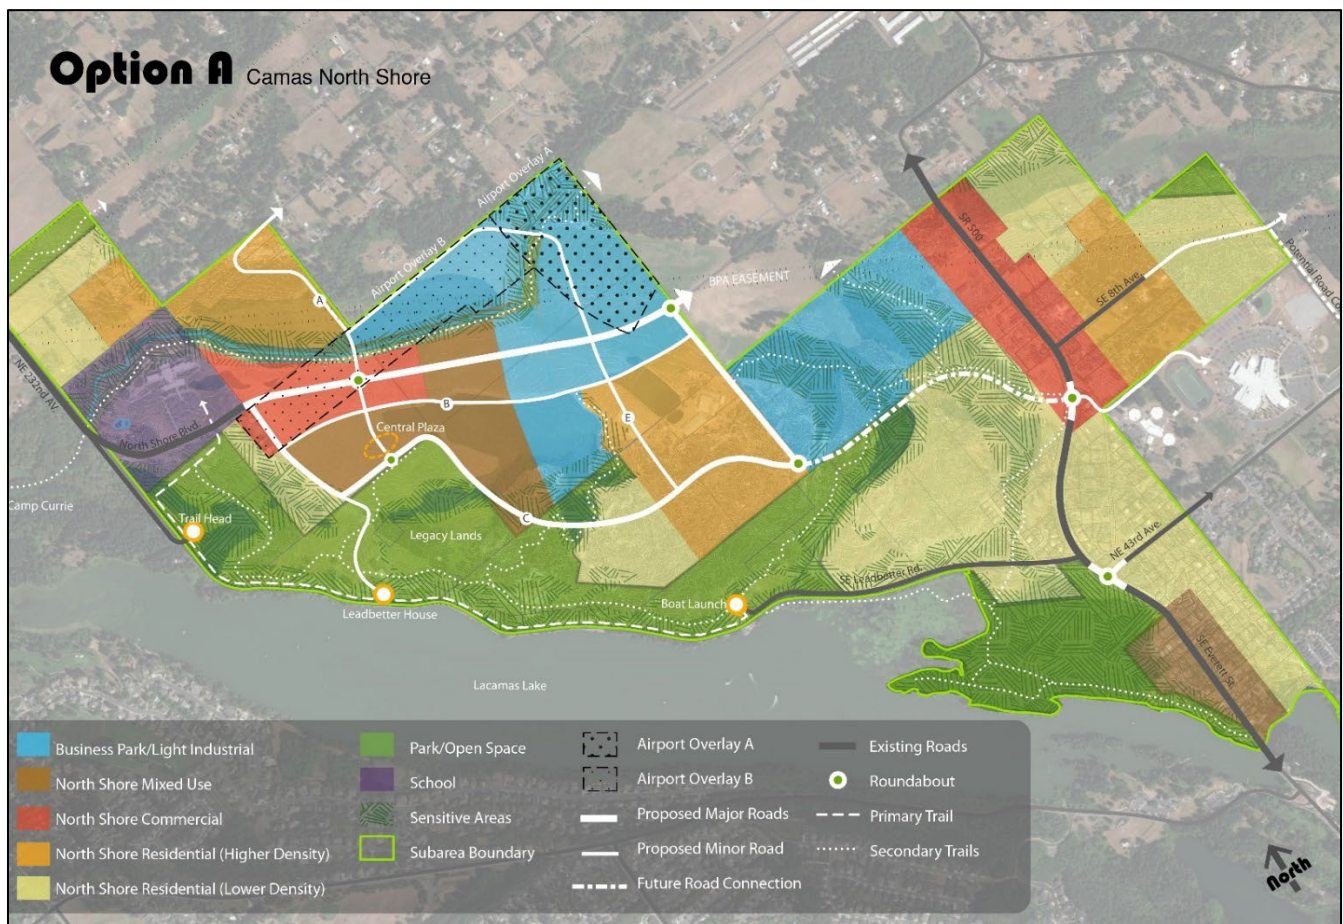 Option A Camas North Shore
Airport Overlay A
Airport Overlay B
SR 500
BPA EASEMENT
Potential Road
SE 8th Ave.
A
NE 232nd AV.
B
E
Central Plaza
North Shore Blvd.
Camp Currie
Trail Head
C
Legacy Lands
NE 43rd Ave.
SE Leadbetter Rd.
Leadbetter House
Boat Launch
SE Everett St.
Lacamas Lake
Business Park/Light Industrial
North Shore Mixed Use
North Shore Commercial
North Shore Residential (Higher Density)
North Shore Residential (Lower Density)
Park/Open Space
School
Sensitive Areas
Subarea Boundary
Airport Overlay A
Airport Overlay B
Proposed Major Roads
Proposed Minor Road
Future Road Connection
Existing Roads
Roundabout
Primary Trail
Secondary Trails
North